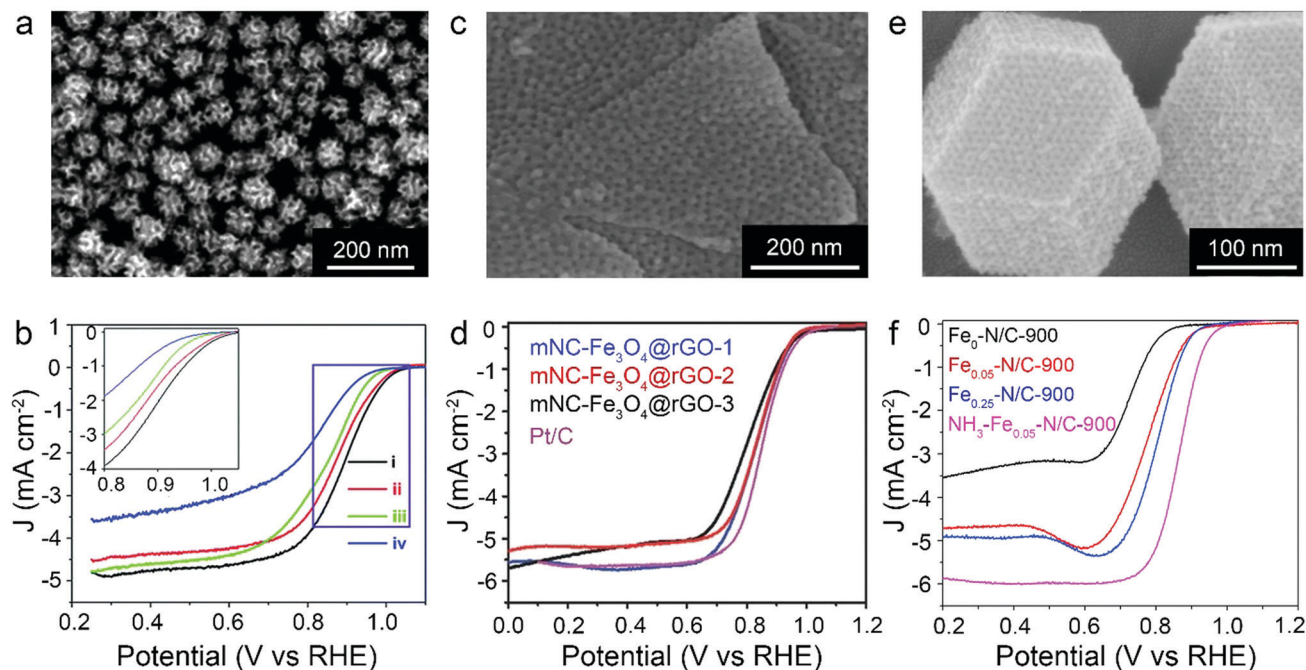 a
200 nm
c
200 nm
e
100 nm
b
J (mA cm⁻²)
1
0
-1
-2
-3
-4
-5
0
-1
-2
-3
-4
0.8 0.9 1.0
i
ii
iii
iv
0.2 0.4 0.6 0.8 1.0
Potential (V vs RHE)
d
J (mA cm⁻²)
0
-1
-2
-3
-4
-5
-6
mNC-Fe₃O₄@rGO-1
mNC-Fe₃O₄@rGO-2
mNC-Fe₃O₄@rGO-3
Pt/C
0.0 0.2 0.4 0.6 0.8 1.0 1.2
Potential (V vs RHE)
f
J (mA cm⁻²)
0
-1
-2
-3
-4
-5
-6
Fe₀-N/C-900
Fe₀.₀₅-N/C-900
Fe₀.₂₅-N/C-900
NH₃-Fe₀.₀₅-N/C-900
0.2 0.4 0.6 0.8 1.0 1.2
Potential (V vs RHE)